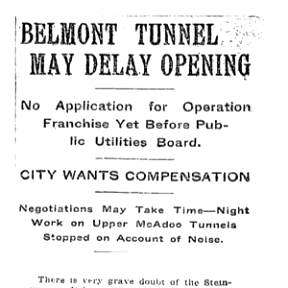 BELMONT TUNNEL
MAY DELAY OPENING
No Application for Operation
Franchise Yet Before Pub-
lic Utilities Board.
CITY WANTS COMPENSATION
Negotiations May Take Time—Night
Work on Upper McAdoo Tunnels
Stopped on Account of Noise.
There is very grave doubt of the Stein-